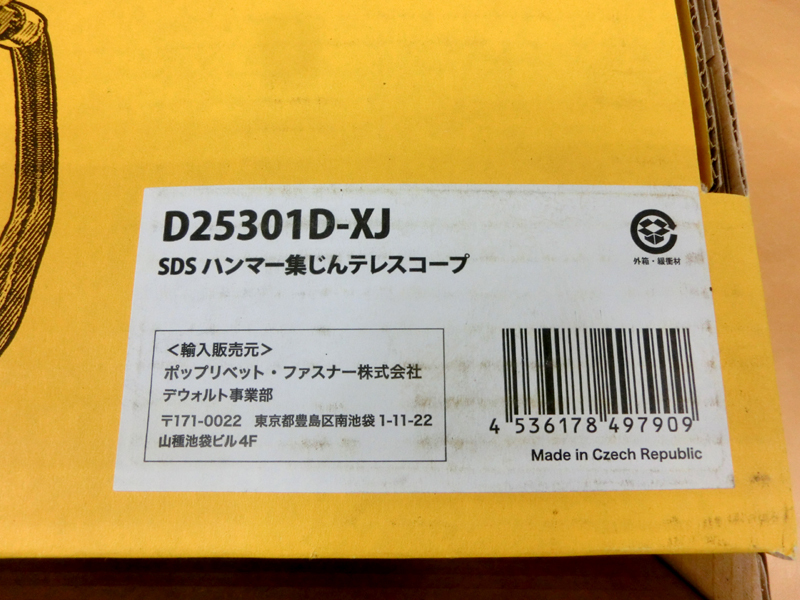 D25301D-XJ
SDS ハンマー集じんテレスコープ
外箱・緩衝材
＜輸入販売元＞
ポップリベット・ファスナー株式会社
デウォルト事業部
〒171-0022 東京都豊島区南池袋 1-11-22
山種池袋ビル 4F
4 536178 497909
Made in Czech Republic